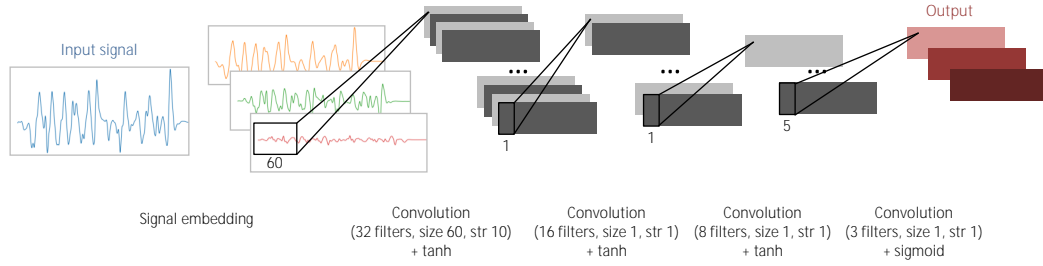 Output
Input signal
...
...
...
60
1
1
5
Signal embedding
Convolution
(32 filters, size 60, str 10)
+ tanh
Convolution
(16 filters, size 1, str 1)
+ tanh
Convolution
(8 filters, size 1, str 1)
+ tanh
Convolution
(3 filters, size 1, str 1)
+ sigmoid